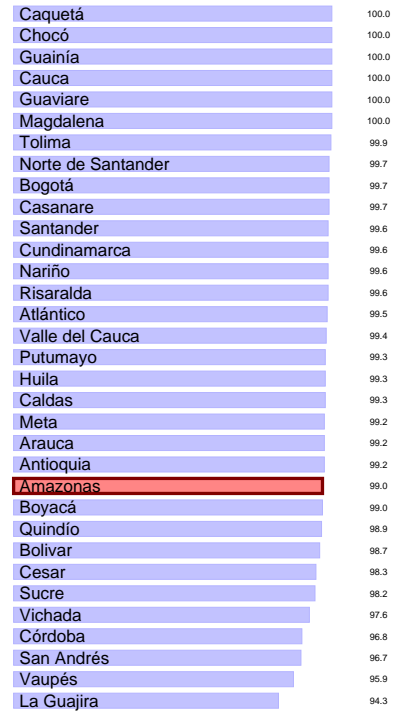 Caquetá 100.0
Chocó 100.0
Guainía 100.0
Cauca 100.0
Guaviare 100.0
Magdalena 100.0
Tolima 99.9
Norte de Santander 99.7
Bogotá 99.7
Casanare 99.7
Santander 99.6
Cundinamarca 99.6
Nariño 99.6
Risaralda 99.6
Atlántico 99.5
Valle del Cauca 99.4
Putumayo 99.3
Huila 99.3
Caldas 99.3
Meta 99.2
Arauca 99.2
Antioquia 99.2
Amazonas 99.0
Boyacá 99.0
Quindío 98.9
Bolivar 98.7
Cesar 98.3
Sucre 98.2
Vichada 97.6
Córdoba 96.8
San Andrés 96.7
Vaupés 95.9
La Guajira 94.3